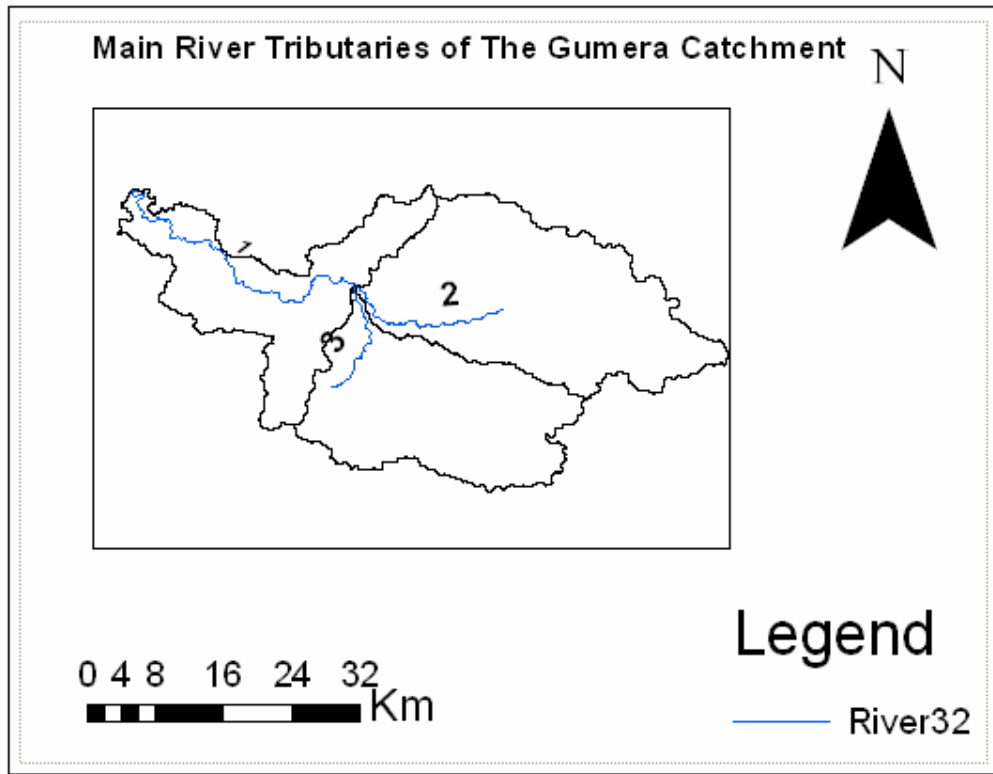 Main River Tributaries of The Gumera Catchment
N
1
2
3
Legend
0 4 8 16 24 32
Km
River32